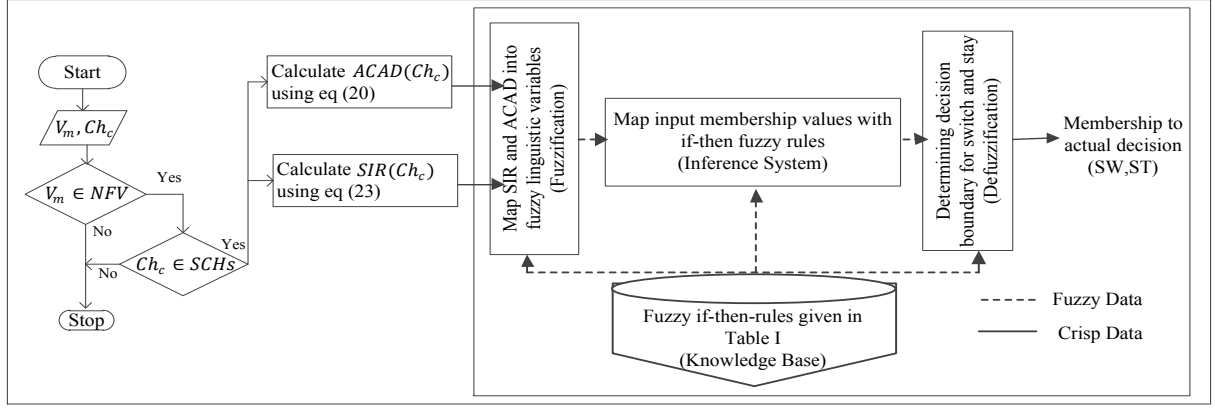 Start
V_m, Ch_c
V_m ∈ NFV
Yes
No
Ch_c ∈ SCHs
Yes
No
Stop
Calculate ACAD(Ch_c)
using eq (20)
Calculate SIR(Ch_c)
using eq (23)
Map SIR and ACAD into
fuzzy linguistic variables
(Fuzzification)
Map input membership values with
if-then fuzzy rules
(Inference System)
Determining decision
boundary for switch and stay
(Defuzzification)
Membership to
actual decision
(SW,ST)
Fuzzy if-then-rules given in
Table I
(Knowledge Base)
Fuzzy Data
Crisp Data